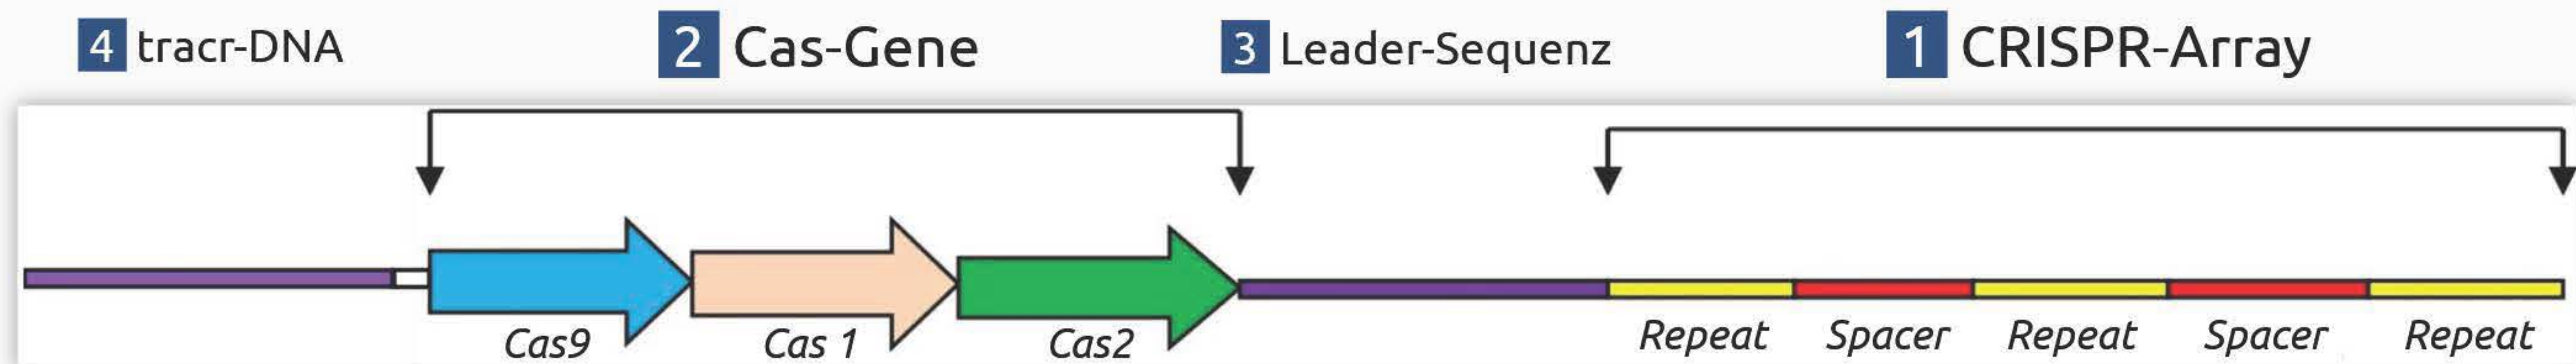 4 tracr-DNA 2 Cas-Gene 3 Leader-Sequenz 1 CRISPR-Array
Cas9 Cas 1 Cas2 Repeat Spacer Repeat Spacer Repeat